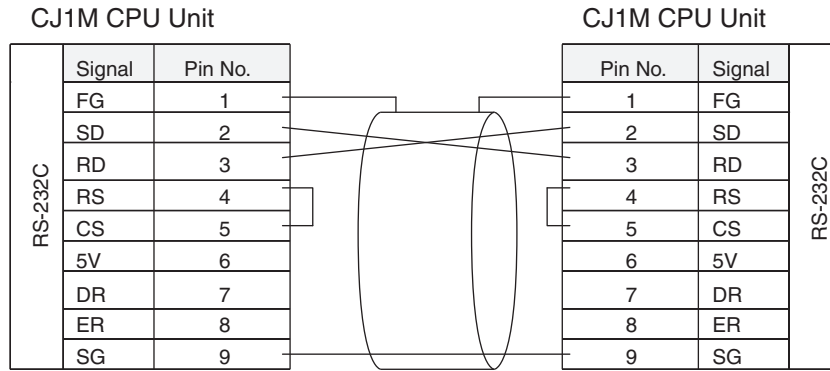 CJ1M CPU Unit CJ1M CPU Unit
Signal Pin No. Pin No. Signal
FG 1 1 FG
SD 2 2 SD
RD 3 3 RD
RS 4 4 RS
CS 5 5 CS
5V 6 6 5V
DR 7 7 DR
ER 8 8 ER
SG 9 9 SG
RS-232C RS-232C